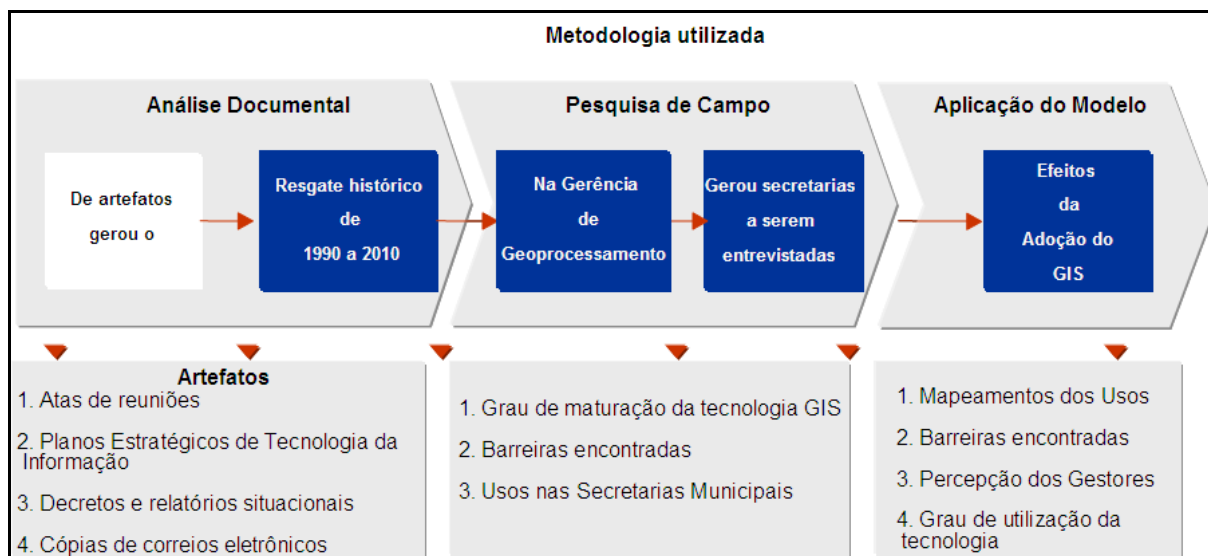 Metodologia utilizada
Análise Documental
De artefatos
gerou o
Resgate histórico
de
1990 a 2010
Pesquisa de Campo
Na Gerência
de
Geoprocessamento
Gerou secretarias
a serem
entrevistadas
Aplicação do Modelo
Efeitos
da
Adoção do
GIS
Artefatos
1. Atas de reuniões
2. Planos Estratégicos de Tecnologia da
Informação
3. Decretos e relatórios situacionais
4. Cópias de correios eletrônicos
1. Grau de maturação da tecnologia GIS
2. Barreiras encontradas
3. Usos nas Secretarias Municipais
1. Mapeamentos dos Usos
2. Barreiras encontradas
3. Percepção dos Gestores
4. Grau de utilização da
tecnologia